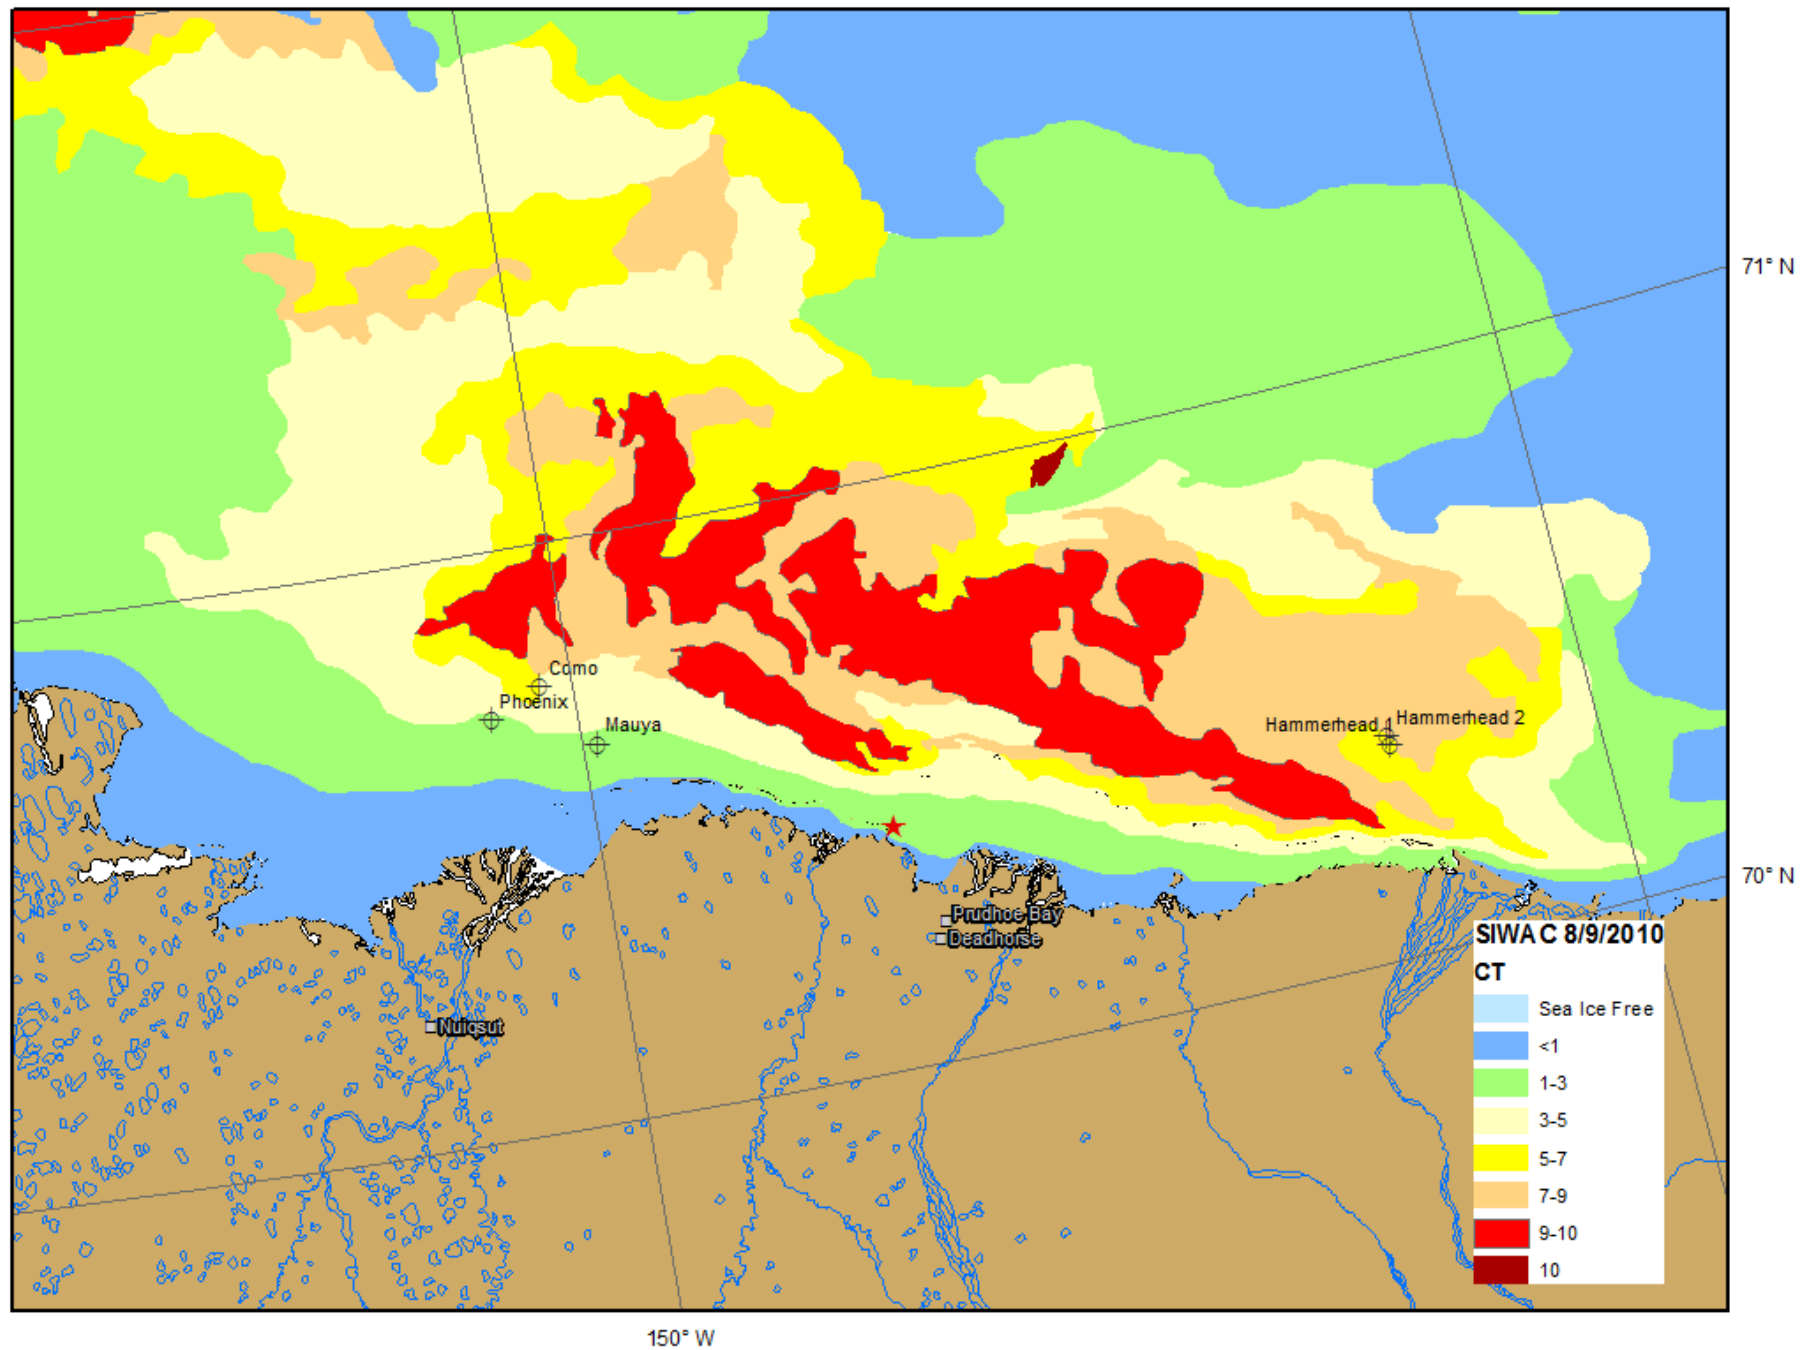 71° N
Como
Phoenix
Mauya
Hammerhead 1
Hammerhead 2
70° N
Prudhoe Bay
Deadhorse
Nuiqsut
SIWAC 8/9/2010
CT
Sea Ice Free
<1
1-3
3-5
5-7
7-9
9-10
10
150° W